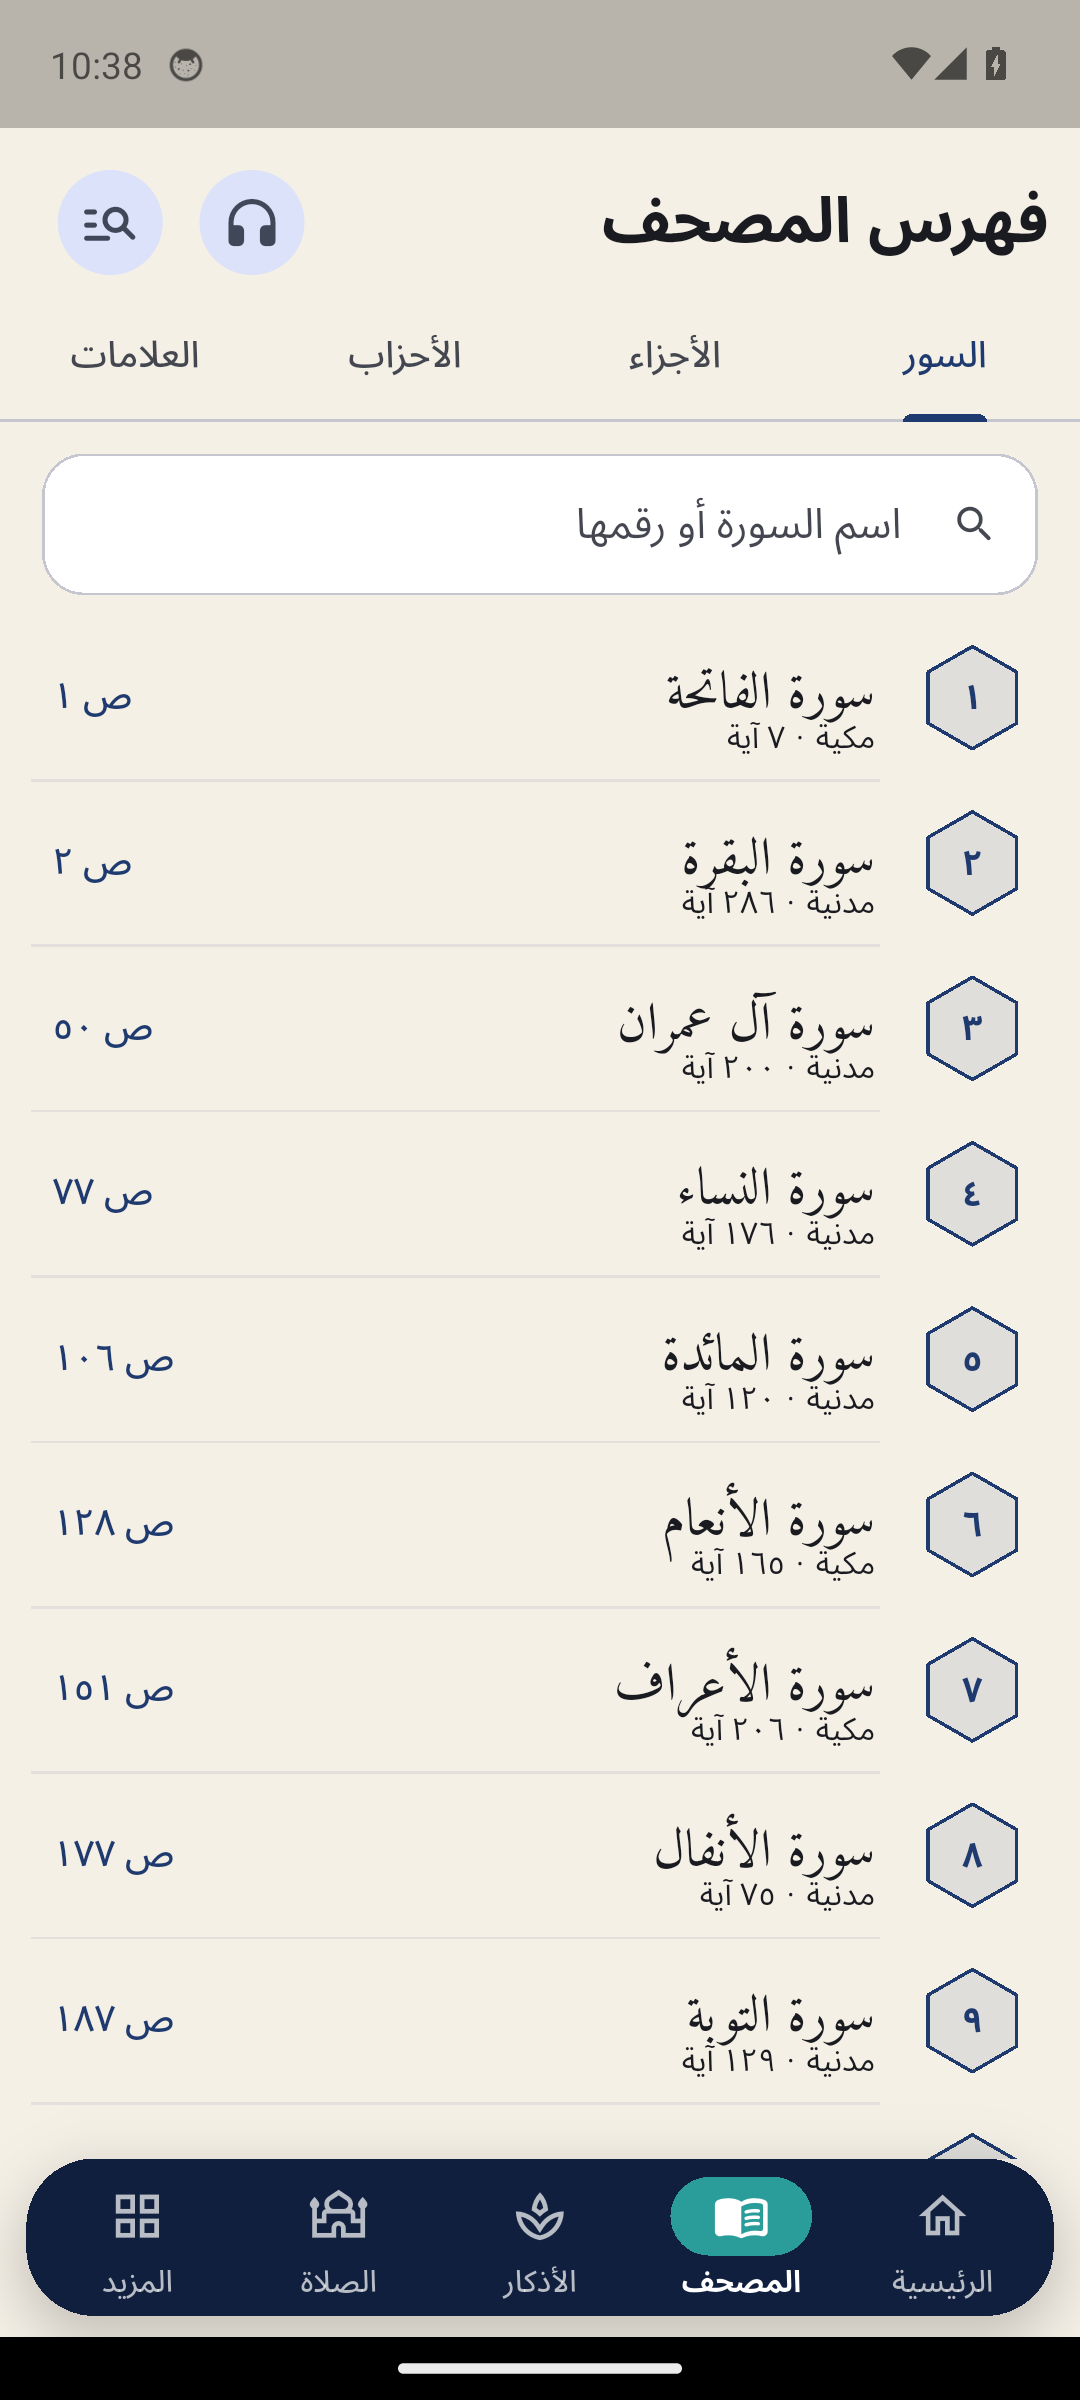 10:38
فهرس المصحف
السور
الأجزاء
الأحزاب
العلامات
اسم السورة أو رقمها
١
سورة الفاتحة
مكية · ٧ آية
ص ١
٢
سورة البقرة
مدنية · ٢٨٦ آية
ص ٢
٣
سورة آل عمران
مدنية · ٢٠٠ آية
ص ٥٠
٤
سورة النساء
مدنية · ١٧٦ آية
ص ٧٧
٥
سورة المائدة
مدنية · ١٢٠ آية
ص ١٠٦
٦
سورة الأنعام
مكية · ١٦٥ آية
ص ١٢٨
٧
سورة الأعراف
مكية · ٢٠٦ آية
ص ١٥١
٨
سورة الأنفال
مدنية · ٧٥ آية
ص ١٧٧
٩
سورة التوبة
مدنية · ١٢٩ آية
ص ١٨٧
الرئيسية
المصحف
الأذكار
الصلاة
المزيد